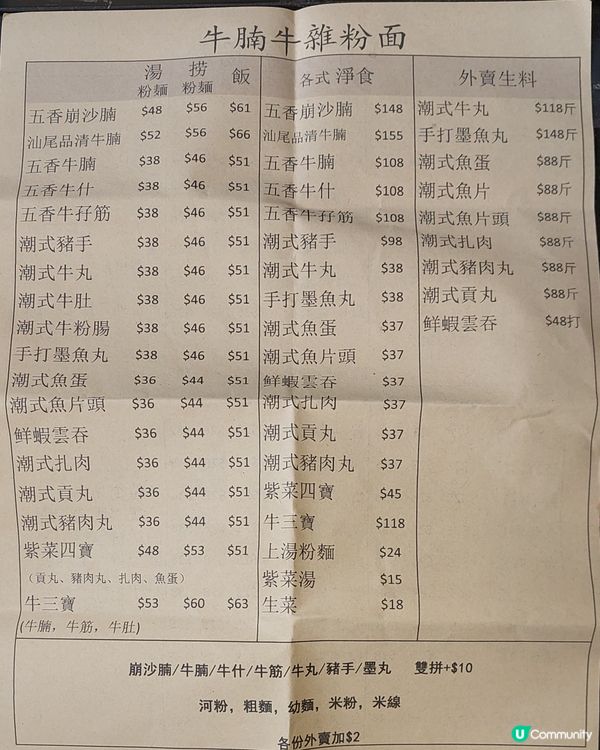 牛腩牛雜粉面
湯粉麵 撈粉麵 飯
五香崩沙腩 $48 $56 $61
汕尾品清牛腩 $52 $56 $66
五香牛腩 $38 $46 $51
五香牛什 $38 $46 $51
五香牛孖筋 $38 $46 $51
潮式豬手 $38 $46 $51
潮式牛丸 $38 $46 $51
潮式牛肚 $38 $46 $51
潮式牛粉腸 $38 $46 $51
手打墨魚丸 $38 $46 $51
潮式魚蛋 $36 $44 $51
潮式魚片頭 $36 $44 $51
鮮蝦雲吞 $36 $44 $51
潮式扎肉 $36 $44 $51
潮式貢丸 $36 $44 $51
潮式豬肉丸 $36 $44 $51
紫菜四寶 $48 $53 $51
(貢丸、豬肉丸、扎肉、魚蛋)
牛三寶 $53 $60 $63
(牛腩，牛筋，牛肚)
各式淨食
五香崩沙腩 $148
汕尾品清牛腩 $155
五香牛腩 $108
五香牛什 $108
五香牛孖筋 $108
潮式豬手 $98
潮式牛丸 $38
手打墨魚丸 $38
潮式魚蛋 $37
潮式魚片頭 $37
鮮蝦雲吞 $37
潮式扎肉 $37
潮式貢丸 $37
潮式豬肉丸 $37
紫菜四寶 $45
牛三寶 $118
上湯粉麵 $24
紫菜湯 $15
生菜 $18
外賣生料
潮式牛丸 $118斤
手打墨魚丸 $148斤
潮式魚蛋 $88斤
潮式魚片 $88斤
潮式魚片頭 $88斤
潮式扎肉 $88斤
潮式豬肉丸 $88斤
潮式貢丸 $88斤
鮮蝦雲吞 $48打
崩沙腩/牛腩/牛什/牛筋/牛丸/豬手/墨丸 雙拼+$10
河粉，粗麵，幼麵，米粉，米線
各份外賣加$2
U Community